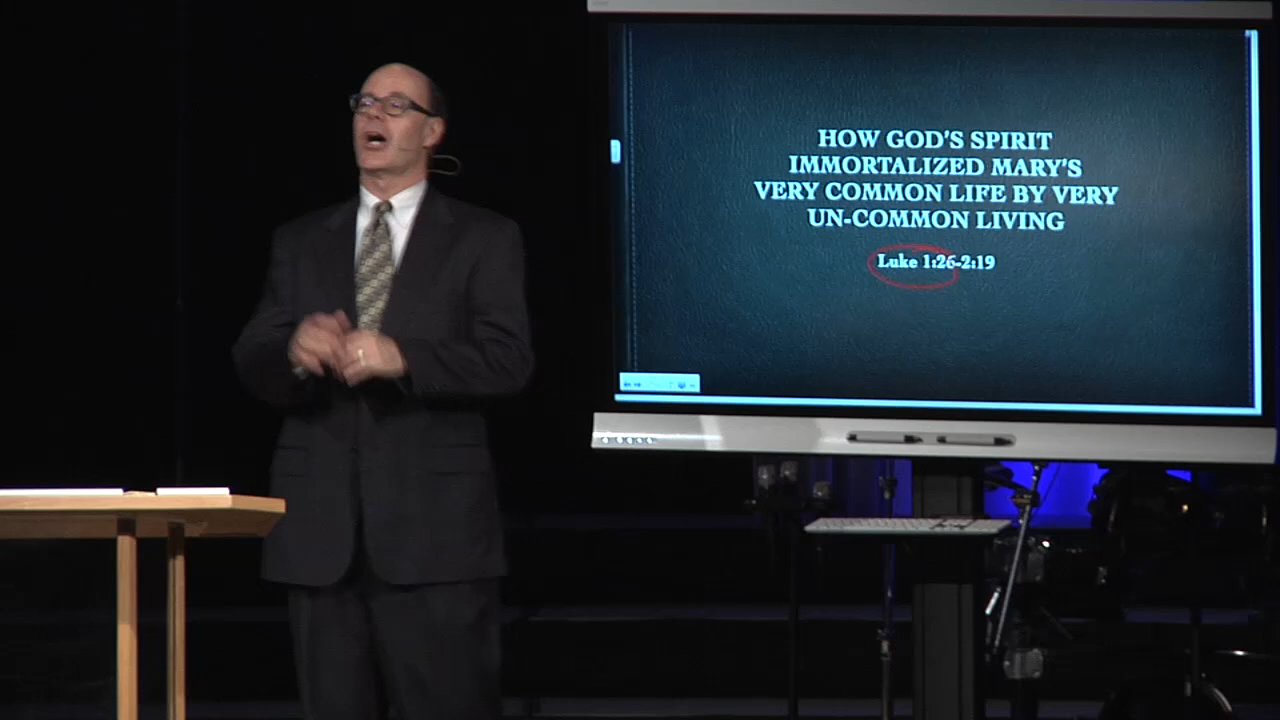 HOW GOD'S SPIRIT
IMMORTALIZED MARY'S
VERY COMMON LIFE BY VERY
UN-COMMON LIVING
Luke 1:26-2:19